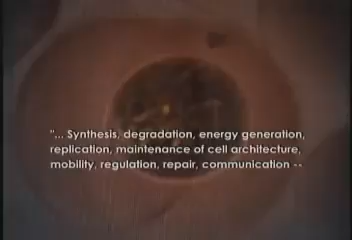 "... Synthesis, degradation, energy generation,
replication, maintenance of cell architecture,
mobility, regulation, repair, communication --